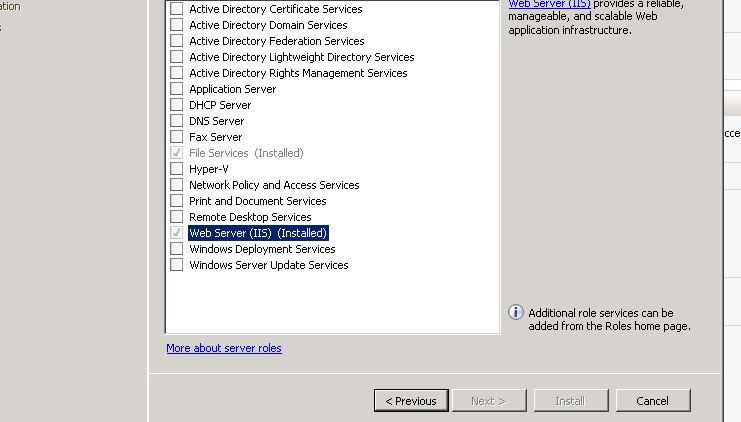 ation
Active Directory Certificate Services
Active Directory Domain Services
Active Directory Federation Services
Active Directory Lightweight Directory Services
Active Directory Rights Management Services
Application Server
DHCP Server
DNS Server
Fax Server
File Services (Installed)
Hyper-V
Network Policy and Access Services
Print and Document Services
Remote Desktop Services
Web Server (IIS) (Installed)
Windows Deployment Services
Windows Server Update Services
More about server roles
Web Server (IIS) provides a reliable,
manageable, and scalable Web
application infrastructure.
Additional role services can be
added from the Roles home page.
cce
< Previous
Next >
Install
Cancel